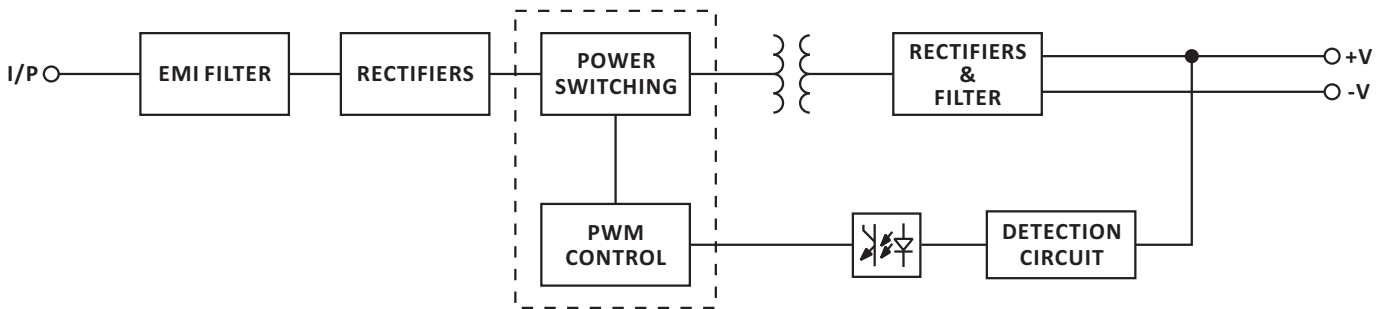 I/P
EMI FILTER
RECTIFIERS
POWER
SWITCHING
RECTIFIERS
&
FILTER
+V
-V
PWM
CONTROL
DETECTION
CIRCUIT